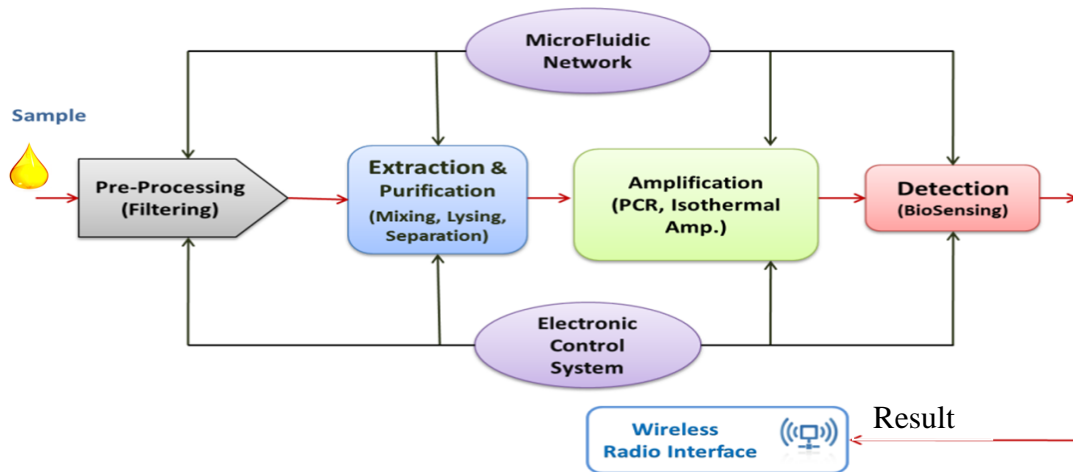 MicroFluidic
Network
Sample
Pre-Processing
(Filtering)
Extraction &
Purification
(Mixing, Lysing,
Separation)
Amplification
(PCR, Isothermal
Amp.)
Detection
(BioSensing)
Electronic
Control
System
Wireless
Radio Interface
Result